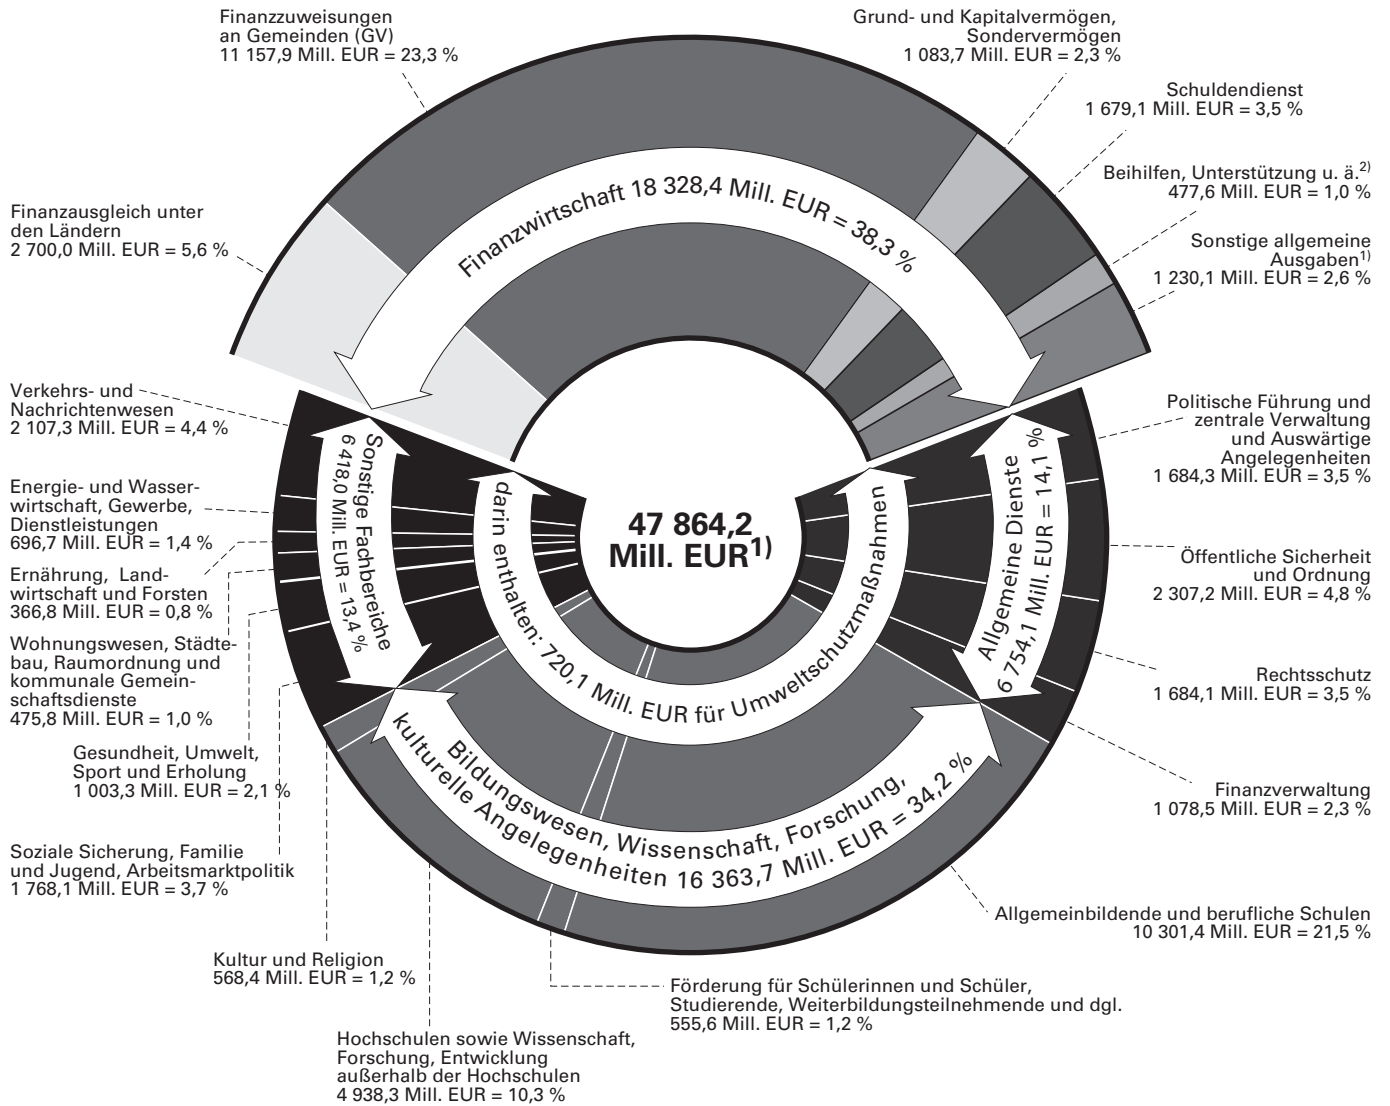 Finanzzuweisungen
an Gemeinden (GV)
11 157,9 Mill. EUR = 23,3 %
Grund- und Kapitalvermögen,
Sondervermögen
1 083,7 Mill. EUR = 2,3 %
Schuldendienst
1 679,1 Mill. EUR = 3,5 %
Beihilfen, Unterstützung u. ä.2)
477,6 Mill. EUR = 1,0 %
Sonstige allgemeine
Ausgaben1)
1 230,1 Mill. EUR = 2,6 %
Finanzausgleich unter
den Ländern
2 700,0 Mill. EUR = 5,6 %
Finanzwirtschaft 18 328,4 Mill. EUR = 38,3 %
Verkehrs- und
Nachrichtenwesen
2 107,3 Mill. EUR = 4,4 %
Energie- und Wasser-
wirtschaft, Gewerbe,
Dienstleistungen
696,7 Mill. EUR = 1,4 %
Ernährung, Land-
wirtschaft und Forsten
366,8 Mill. EUR = 0,8 %
Wohnungswesen, Städte-
bau, Raumordnung und
kommunale Gemein-
schaftsdienste
475,8 Mill. EUR = 1,0 %
Gesundheit, Umwelt,
Sport und Erholung
1 003,3 Mill. EUR = 2,1 %
Soziale Sicherung, Familie
und Jugend, Arbeitsmarktpolitik
1 768,1 Mill. EUR = 3,7 %
Sonstige Fachbereiche
6 418,0 Mill. EUR = 13,4 %
darin enthalten: 720,1 Mill. EUR für Umweltschutzmaßnahmen
47 864,2
Mill. EUR1)
Allgemeine Dienste
6 754,1 Mill. EUR = 14,1 %
Politische Führung und
zentrale Verwaltung
und Auswärtige
Angelegenheiten
1 684,3 Mill. EUR = 3,5 %
Öffentliche Sicherheit
und Ordnung
2 307,2 Mill. EUR = 4,8 %
Rechtsschutz
1 684,1 Mill. EUR = 3,5 %
Finanzverwaltung
1 078,5 Mill. EUR = 2,3 %
Bildungswesen, Wissenschaft, Forschung,
kulturelle Angelegenheiten 16 363,7 Mill. EUR = 34,2 %
Allgemeinbildende und berufliche Schulen
10 301,4 Mill. EUR = 21,5 %
Kultur und Religion
568,4 Mill. EUR = 1,2 %
Förderung für Schülerinnen und Schüler,
Studierende, Weiterbildungsteilnehmende und dgl.
555,6 Mill. EUR = 1,2 %
Hochschulen sowie Wissenschaft,
Forschung, Entwicklung
außerhalb der Hochschulen
4 938,3 Mill. EUR = 10,3 %